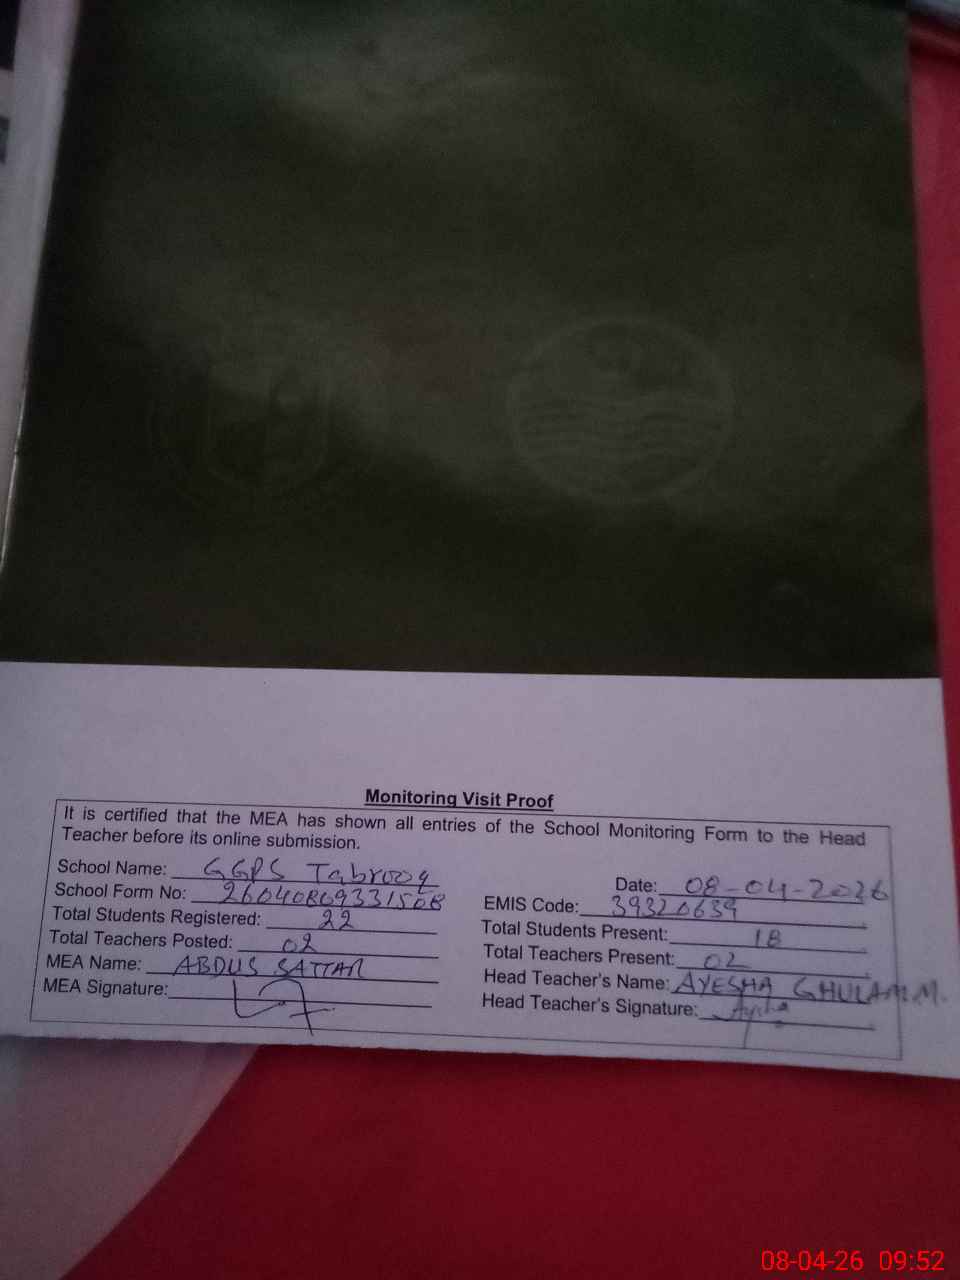 Monitoring Visit Proof
It is certified that the MEA has shown all entries of the School Monitoring Form to the Head
Teacher before its online submission.
School Name: GGPS Tabroog
Date: 08-04-2026
School Form No: 26040809331508
EMIS Code: 39320639
Total Students Registered: 22
Total Students Present: 18
Total Teachers Posted: 02
Total Teachers Present: 02
MEA Name: ABDUS SATTAR
Head Teacher's Name: AYESHA GHULAM.M.
MEA Signature:
Head Teacher's Signature: Aysha
08-04-26 09:52